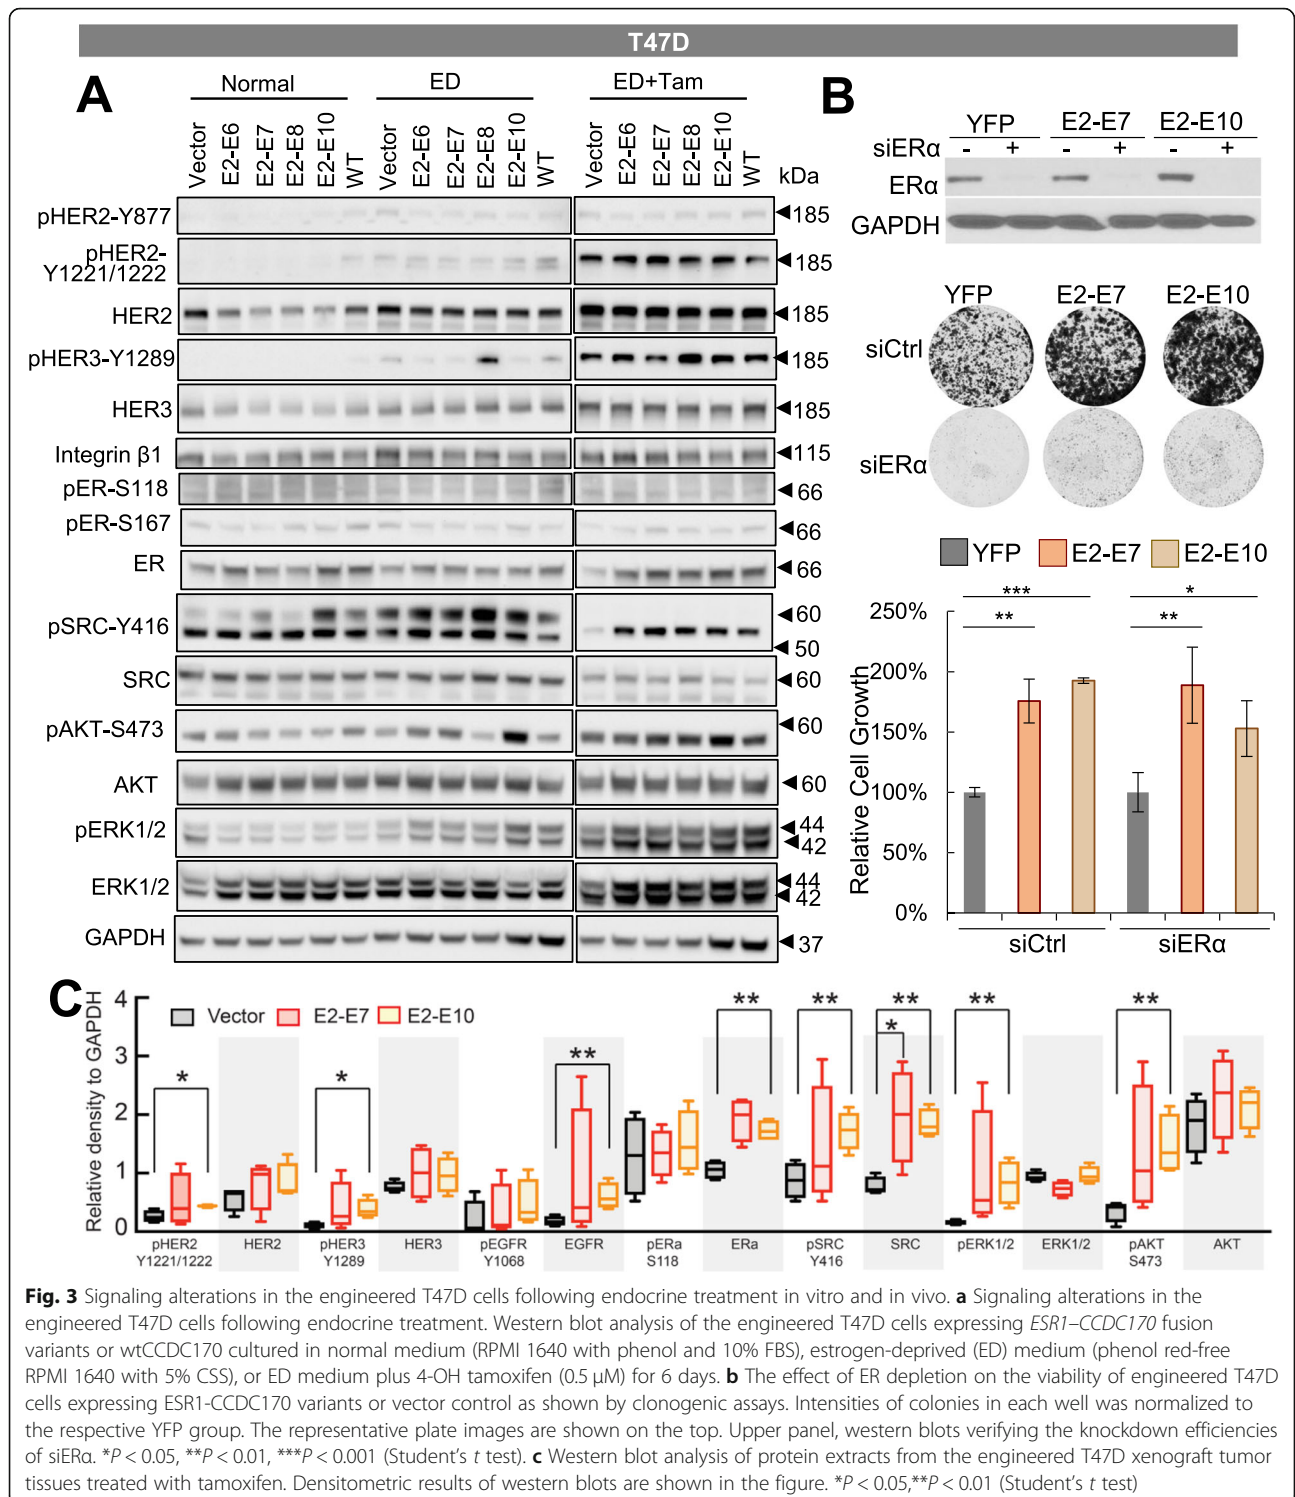 T47D
A
Normal
ED
ED+Tam
Vector
E2-E6
E2-E7
E2-E8
E2-E10
WT
Vector
E2-E6
E2-E7
E2-E8
E2-E10
WT
Vector
E2-E6
E2-E7
E2-E8
E2-E10
WT
kDa
pHER2-Y877
185
pHER2-
Y1221/1222
185
HER2
185
pHER3-Y1289
185
HER3
185
Integrin β1
115
pER-S118
66
pER-S167
66
ER
66
pSRC-Y416
60
50
SRC
60
pAKT-S473
60
AKT
60
pERK1/2
44
42
ERK1/2
44
42
GAPDH
37
B
YFP
E2-E7
E2-E10
siERα
- + - + - +
ERα
GAPDH
YFP
E2-E7
E2-E10
siCtrl
siERα
YFP
E2-E7
E2-E10
***
**
*
**
Relative Cell Growth
250%
200%
150%
100%
50%
0%
siCtrl
siERα
C
Relative density to GAPDH
4
3
2
1
0
Vector
E2-E7
E2-E10
*
*
**
**
**
**
*
**
**
pHER2
Y1221/1222
HER2
pHER3
Y1289
HER3
pEGFR
Y1068
EGFR
pERa
S118
ERa
pSRC
Y416
SRC
pERK1/2
ERK1/2
pAKT
S473
AKT
Fig. 3 Signaling alterations in the engineered T47D cells following endocrine treatment in vitro and in vivo. a Signaling alterations in the
engineered T47D cells following endocrine treatment. Western blot analysis of the engineered T47D cells expressing ESR1–CCDC170 fusion
variants or wtCCDC170 cultured in normal medium (RPMI 1640 with phenol and 10% FBS), estrogen-deprived (ED) medium (phenol red-free
RPMI 1640 with 5% CSS), or ED medium plus 4-OH tamoxifen (0.5 μM) for 6 days. b The effect of ER depletion on the viability of engineered T47D
cells expressing ESR1-CCDC170 variants or vector control as shown by clonogenic assays. Intensities of colonies in each well was normalized to
the respective YFP group. The representative plate images are shown on the top. Upper panel, western blots verifying the knockdown efficiencies
of siERα. *P < 0.05, **P < 0.01, ***P < 0.001 (Student's t test). c Western blot analysis of protein extracts from the engineered T47D xenograft tumor
tissues treated with tamoxifen. Densitometric results of western blots are shown in the figure. *P < 0.05,**P < 0.01 (Student's t test)